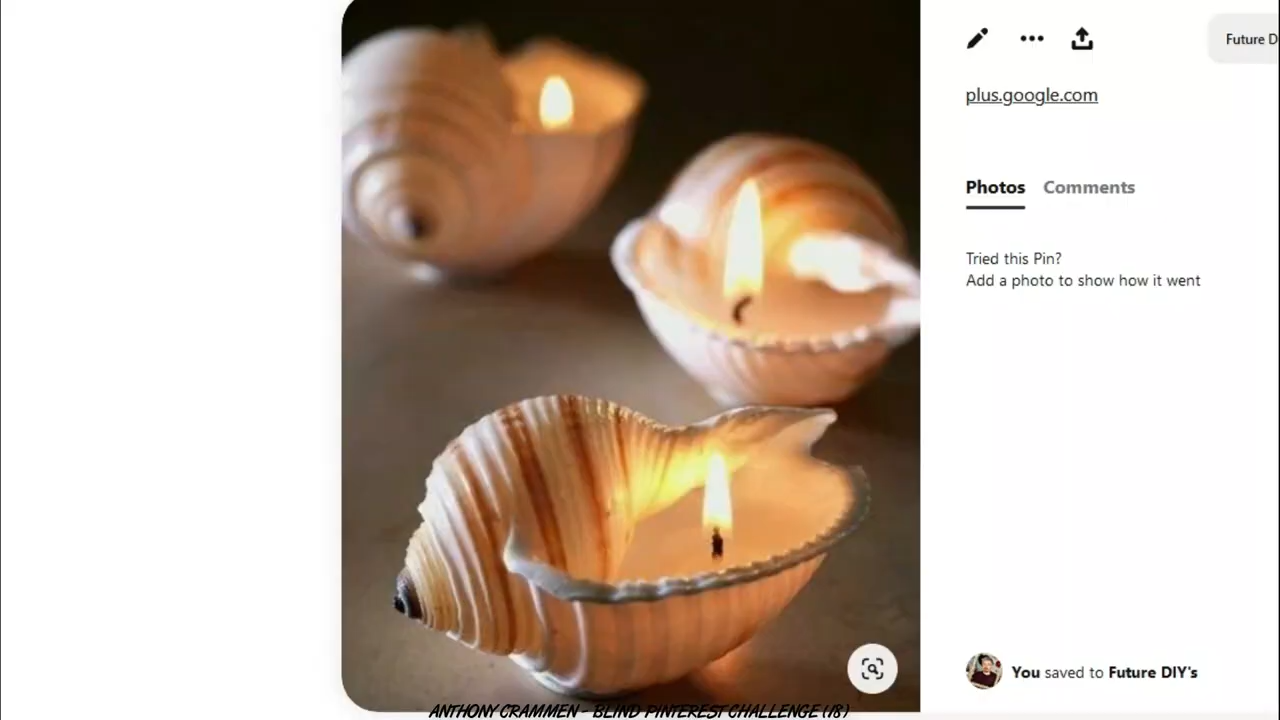 Future D
plus.google.com
Photos Comments
Tried this Pin?
Add a photo to show how it went
You saved to Future DIY's
ANTHONY CRAMMEN - BLIND PINTEREST CHALLENGE (/8)